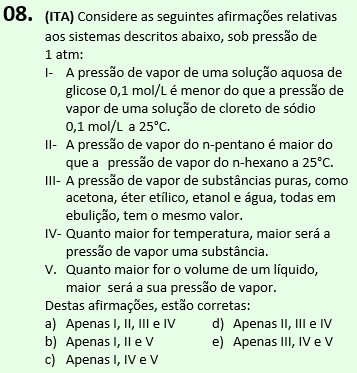 08. (ITA) Considere as seguintes afirmações relativas
aos sistemas descritos abaixo, sob pressão de
1 atm:
I- A pressão de vapor de uma solução aquosa de
glicose 0,1 mol/L é menor do que a pressão de
vapor de uma solução de cloreto de sódio
0,1 mol/L a 25°C.
II- A pressão de vapor do n-pentano é maior do
que a pressão de vapor do n-hexano a 25°C.
III- A pressão de vapor de substâncias puras, como
acetona, éter etílico, etanol e água, todas em
ebulição, tem o mesmo valor.
IV- Quanto maior for temperatura, maior será a
pressão de vapor uma substância.
V. Quanto maior for o volume de um líquido,
maior será a sua pressão de vapor.
Destas afirmações, estão corretas:
a) Apenas I, II, III e IV d) Apenas II, III e IV
b) Apenas I, II e V e) Apenas III, IV e V
c) Apenas I, IV e V